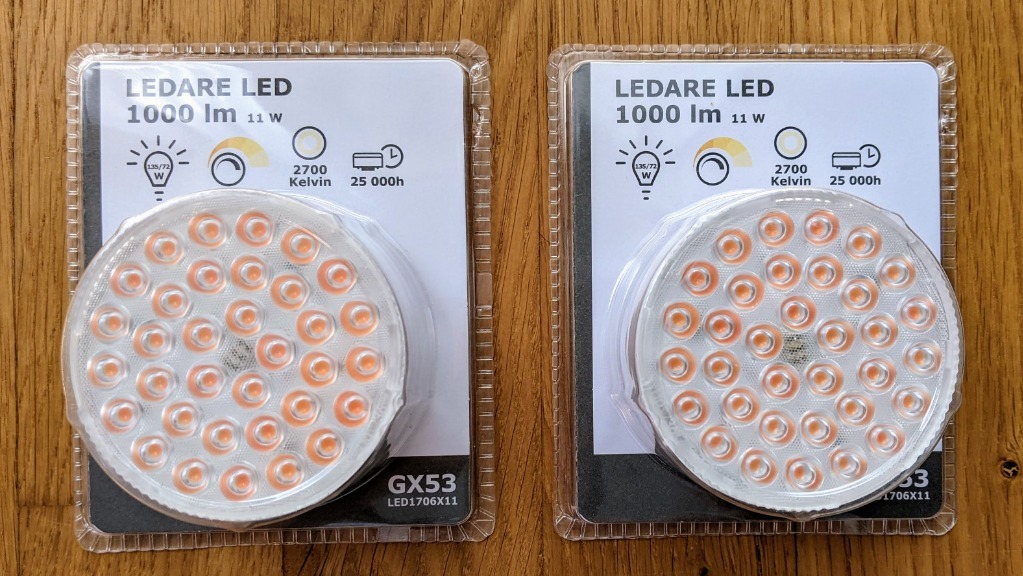 LEDARE LED
1000 lm 11 W
135/72 W
2700 Kelvin
25 000h
GX53
LED1706X11
LEDARE LED
1000 lm 11 W
135/72 W
2700 Kelvin
25 000h
53
1706X11